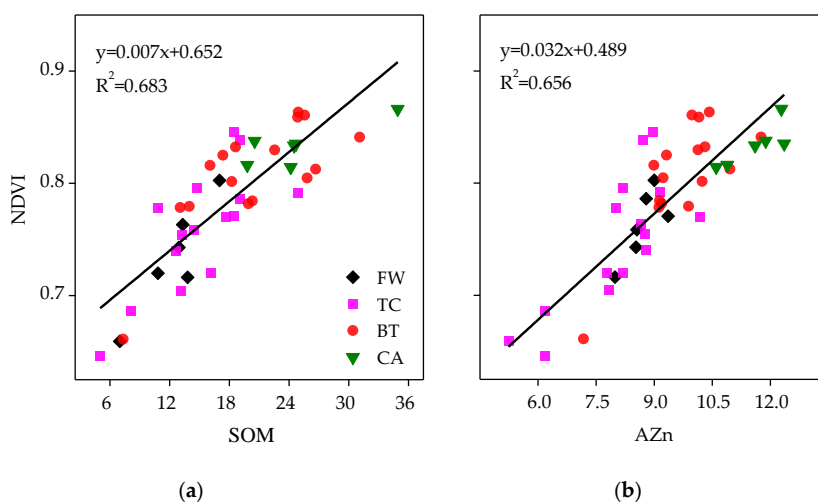 y=0.007x+0.652
R²=0.683
NDVI
0.9
0.8
0.7
FW
TC
BT
CA
6 12 18 24 30 36
SOM
(a)
y=0.032x+0.489
R²=0.656
6.0 7.5 9.0 10.5 12.0
AZn
(b)